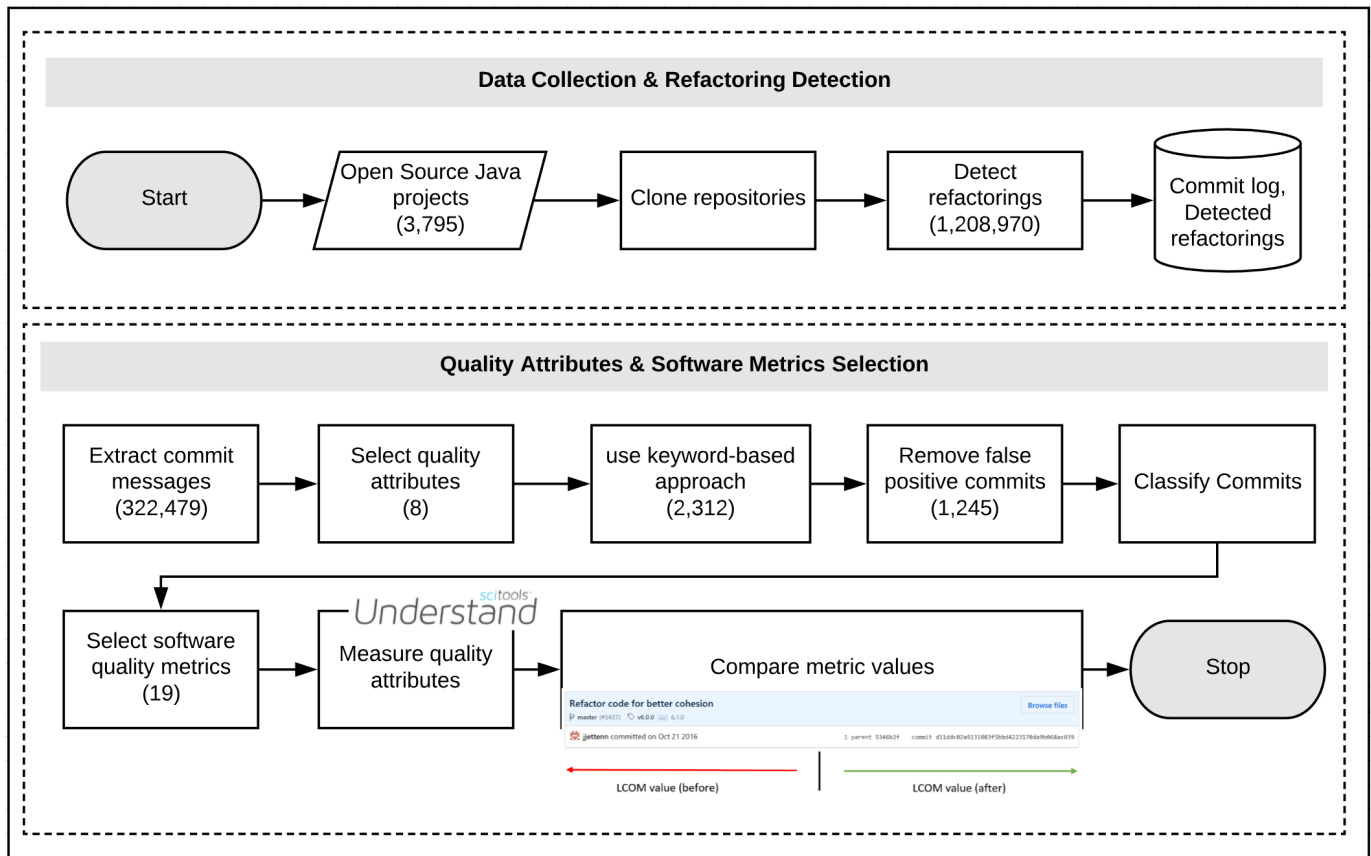 Data Collection & Refactoring Detection
Start
Open Source Java
projects
(3,795)
Clone repositories
Detect
refactorings
(1,208,970)
Commit log,
Detected
refactorings
Quality Attributes & Software Metrics Selection
Extract commit
messages
(322,479)
Select quality
attributes
(8)
use keyword-based
approach
(2,312)
Remove false
positive commits
(1,245)
Classify Commits
Select software
quality metrics
(19)
scitools
Understand
Measure quality
attributes
Compare metric values
Refactor code for better cohesion
Browse files
master (#5437) v6.0.0 ... 6.1.0
jjettenn committed on Oct 21 2016
1 parent 5346b2f commit
LCOM value (before)
LCOM value (after)
Stop